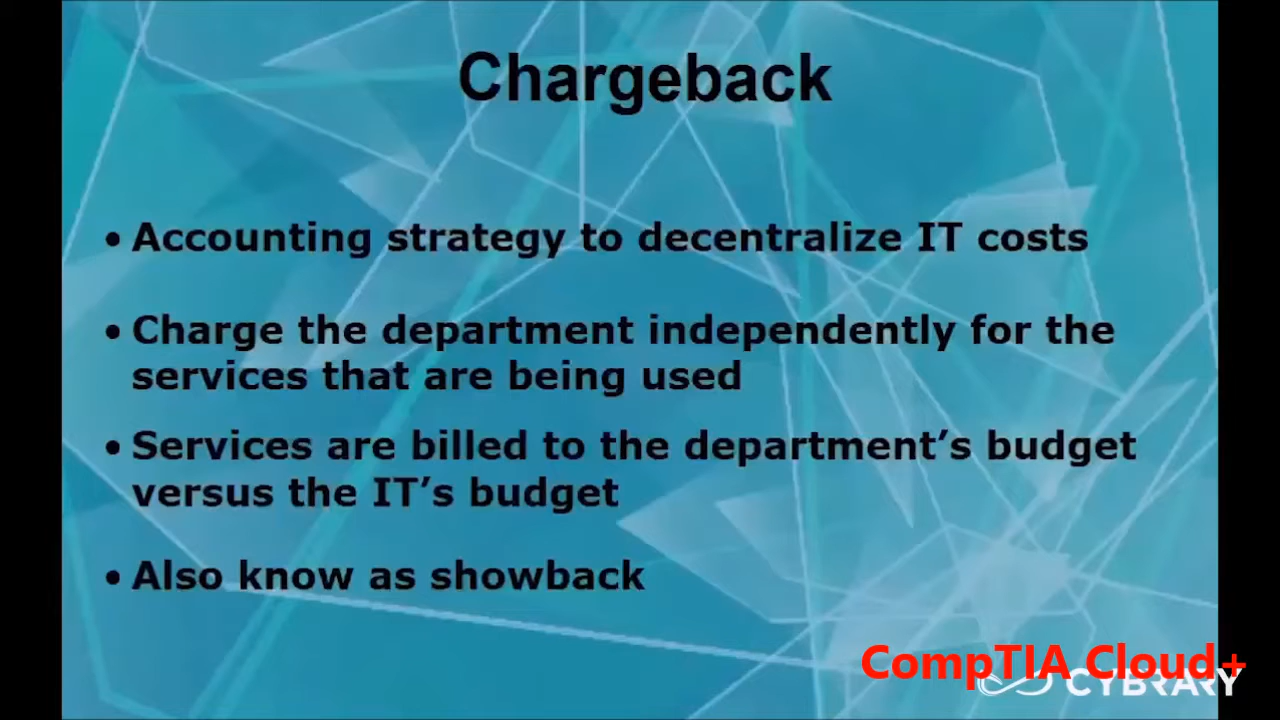 Chargeback
• Accounting strategy to decentralize IT costs
• Charge the department independently for the
services that are being used
• Services are billed to the department’s budget
versus the IT’s budget
• Also know as showback
CompTIA Cloud+
CYBRARY